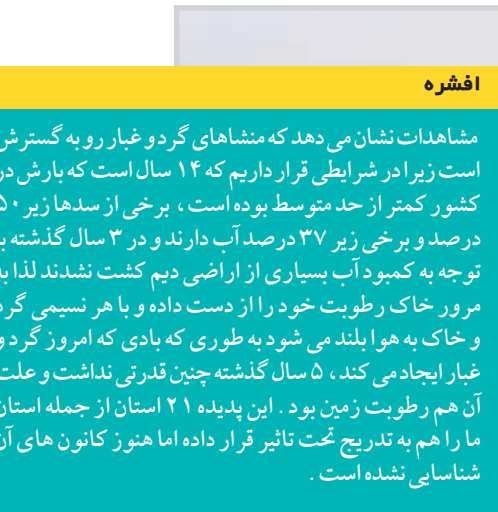 افشره
مشاهدات نشان می دهد که منشاهای گرد و غبار رو به گسترش
است زیرا در شرایطی قرار داریم که ۱۴ سال است که بارش در
کشور کمتر از حد متوسط بوده است ، برخی از سدها زیر ۵۰
درصد و برخی زیر ۳۷ درصد آب دارند و در ۳ سال گذشته با
توجه به کمبود آب بسیاری از اراضی دیم کشت نشدند لذا به
مرور خاک رطوبت خود را از دست داده و با هر نسیمی گرد
و خاک به هوا بلند می شود به طوری که بادی که امروز گرد و
غبار ایجاد می کند ، ۵ سال گذشته چنین قدرتی نداشت و علت
آن هم رطوبت زمین بود . این پدیده ۲۱ استان از جمله استان
ما را هم به تدریج تحت تاثیر قرار داده اما هنوز کانون های آن
شناسایی نشده است .